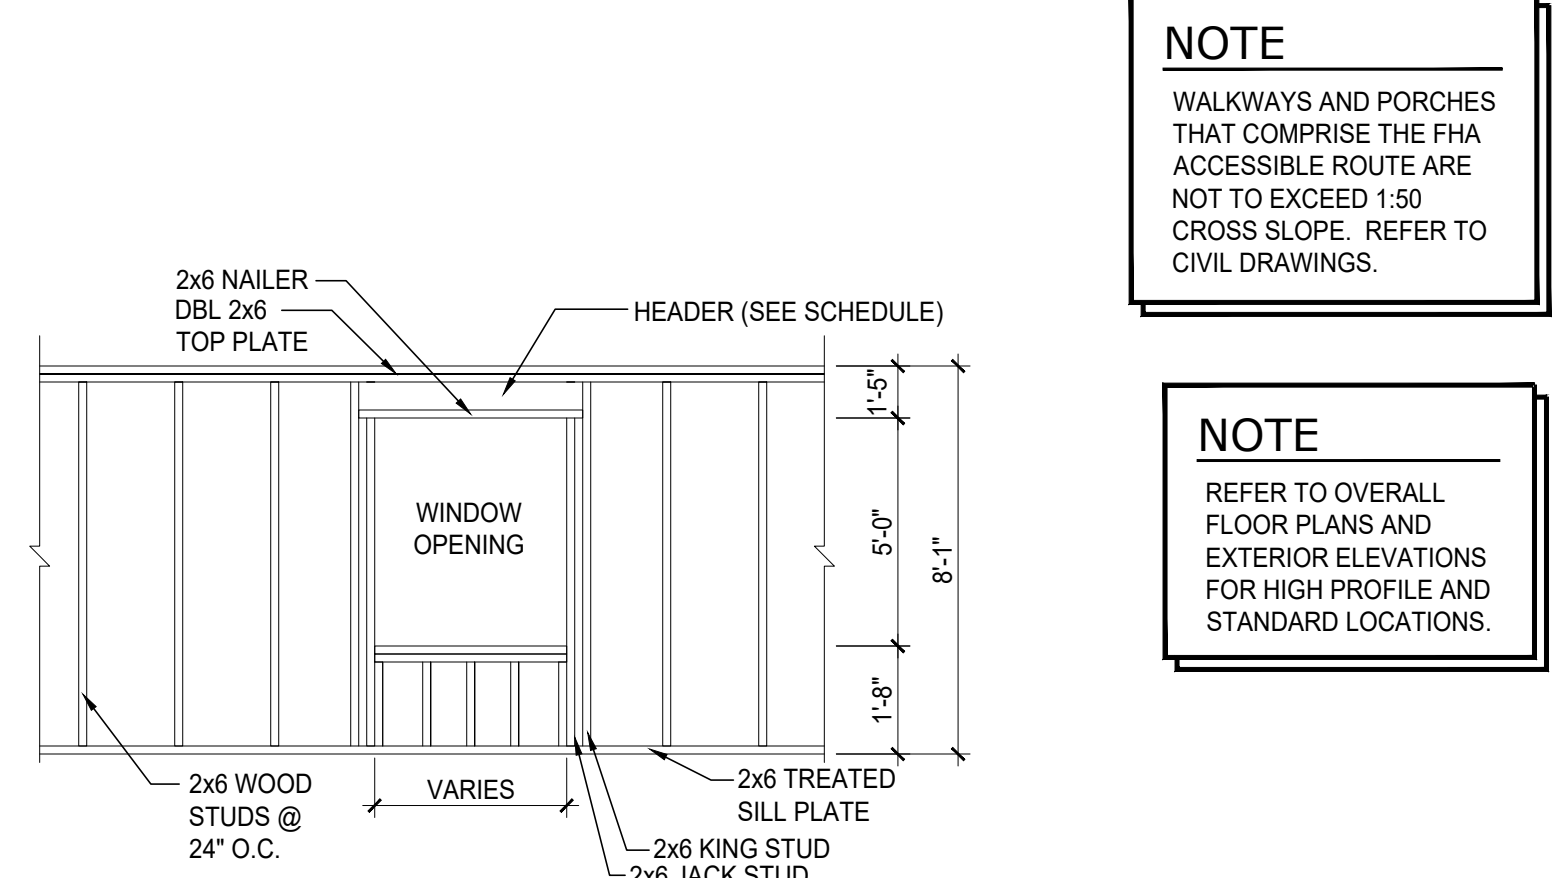 NOTE
WALKWAYS AND PORCHES
THAT COMPRISE THE FHA
ACCESSIBLE ROUTE ARE
NOT TO EXCEED 1:50
CROSS SLOPE.  REFER TO
CIVIL DRAWINGS.
2x6 NAILER
DBL 2x6
TOP PLATE
HEADER (SEE SCHEDULE)
1'-5"
5'-0"
8'-1"
1'-8"
WINDOW
OPENING
NOTE
REFER TO OVERALL
FLOOR PLANS AND
EXTERIOR ELEVATIONS
FOR HIGH PROFILE AND
STANDARD LOCATIONS.
2x6 WOOD
STUDS @
24" O.C.
VARIES
2x6 TREATED
SILL PLATE
2x6 KING STUD
2x6 JACK STUD